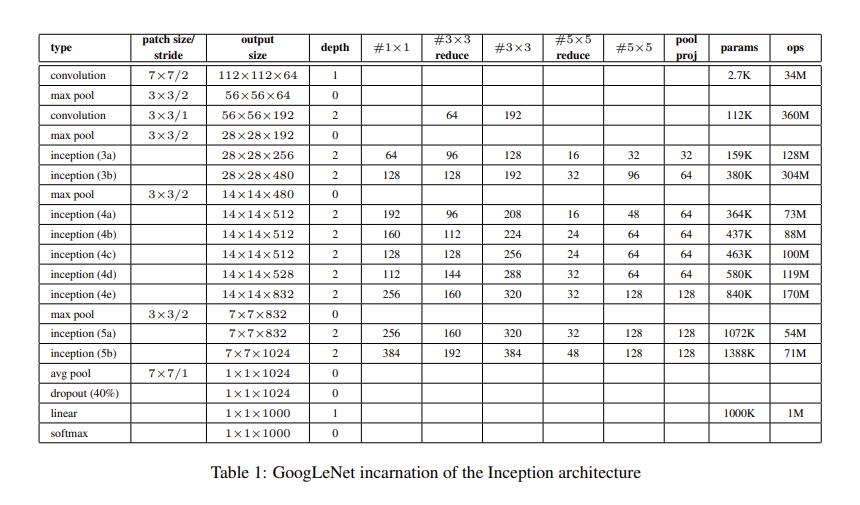 type patch size/ stride output size depth #1×1 #3×3 reduce #3×3 #5×5 reduce #5×5 pool proj params ops
convolution 7×7/2 112×112×64 1 2.7K 34M
max pool 3×3/2 56×56×64 0
convolution 3×3/1 56×56×192 2 64 192 112K 360M
max pool 3×3/2 28×28×192 0
inception (3a) 28×28×256 2 64 96 128 16 32 32 159K 128M
inception (3b) 28×28×480 2 128 128 192 32 96 64 380K 304M
max pool 3×3/2 14×14×480 0
inception (4a) 14×14×512 2 192 96 208 16 48 64 364K 73M
inception (4b) 14×14×512 2 160 112 224 24 64 64 437K 88M
inception (4c) 14×14×512 2 128 128 256 24 64 64 463K 100M
inception (4d) 14×14×528 2 112 144 288 32 64 64 580K 119M
inception (4e) 14×14×832 2 256 160 320 32 128 128 840K 170M
max pool 3×3/2 7×7×832 0
inception (5a) 7×7×832 2 256 160 320 32 128 128 1072K 54M
inception (5b) 7×7×1024 2 384 192 384 48 128 128 1388K 71M
avg pool 7×7/1 1×1×1024 0
dropout (40%) 1×1×1024 0
linear 1×1×1000 1 1000K 1M
softmax 1×1×1000 0
Table 1: GoogLeNet incarnation of the Inception architecture